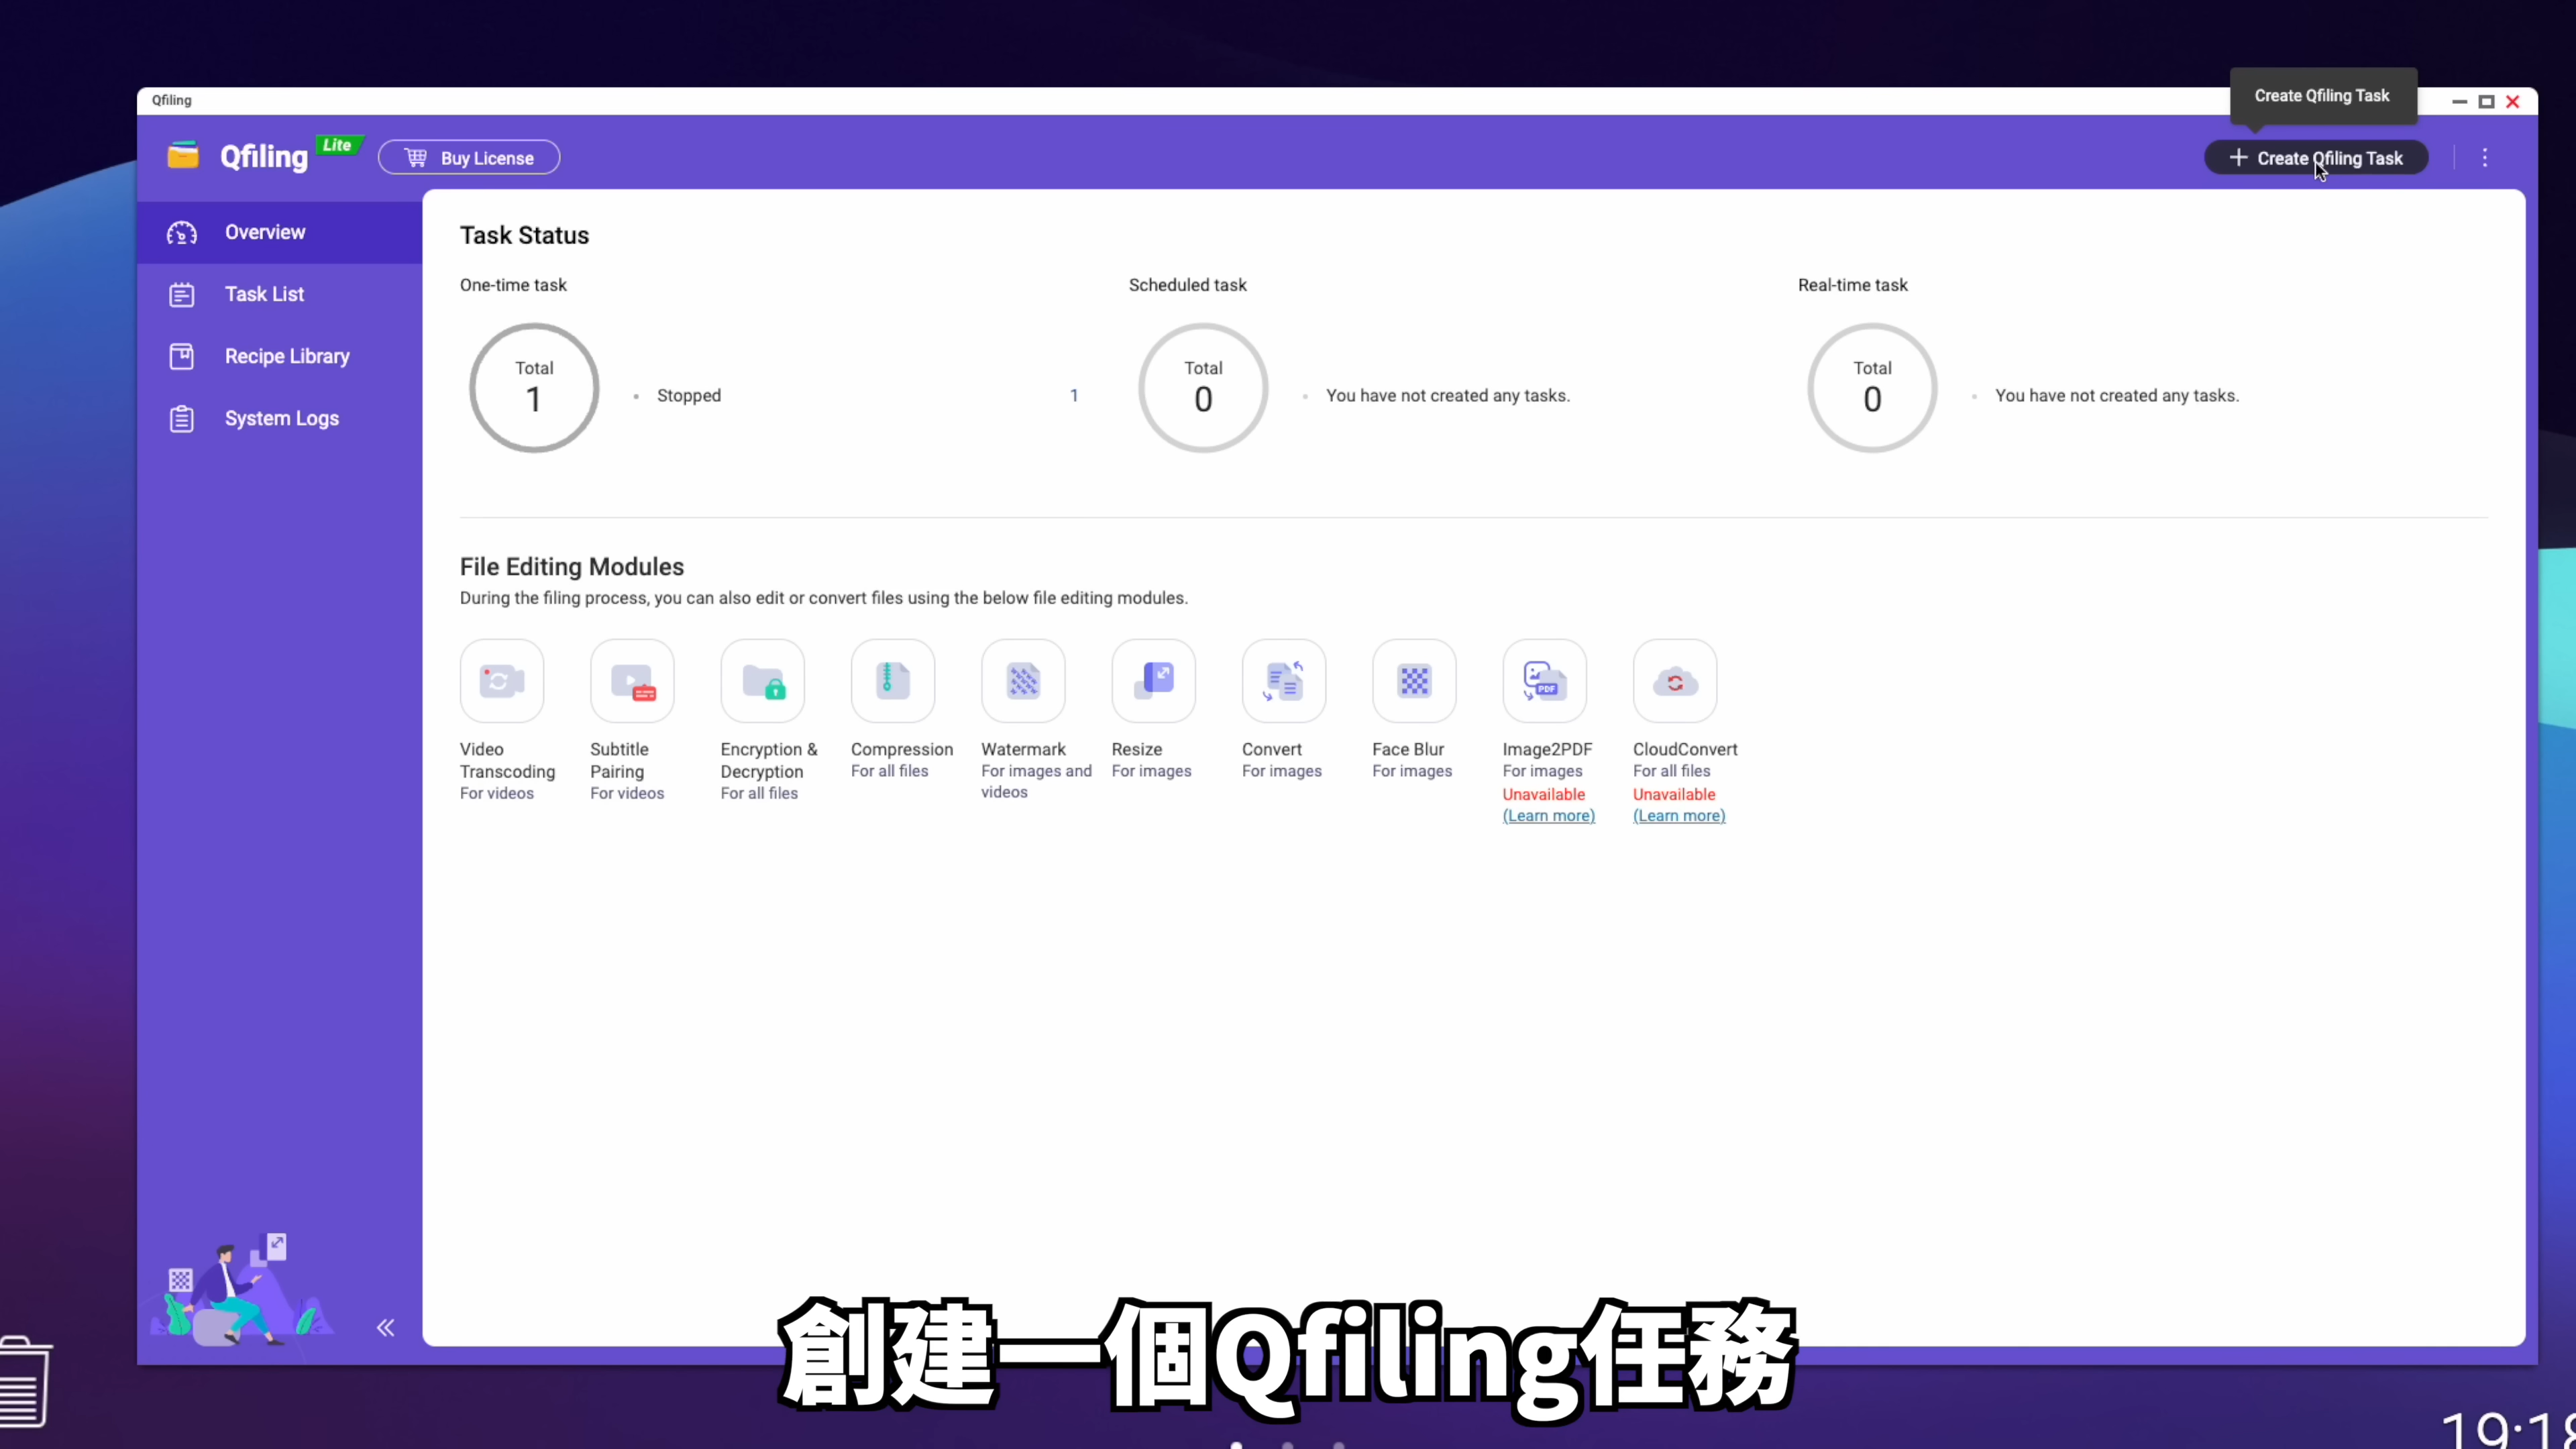 Qfiling
Create Qfiling Task
Qfiling Lite
Buy License
Create Qfiling Task
Overview
Task List
Recipe Library
System Logs
Task Status
One-time task
Total
1
Stopped
1
Scheduled task
Total
0
You have not created any tasks.
Real-time task
Total
0
You have not created any tasks.
File Editing Modules
During the filing process, you can also edit or convert files using the below file editing modules.
Video
Transcoding
For videos
Subtitle
Pairing
For videos
Encryption &
Decryption
For all files
Compression
For all files
Watermark
For images and
videos
Resize
For images
Convert
For images
Face Blur
For images
PDF
Image2PDF
For images
Unavailable
(Learn more)
CloudConvert
For all files
Unavailable
(Learn more)
創建一個Qfiling任務
19:18